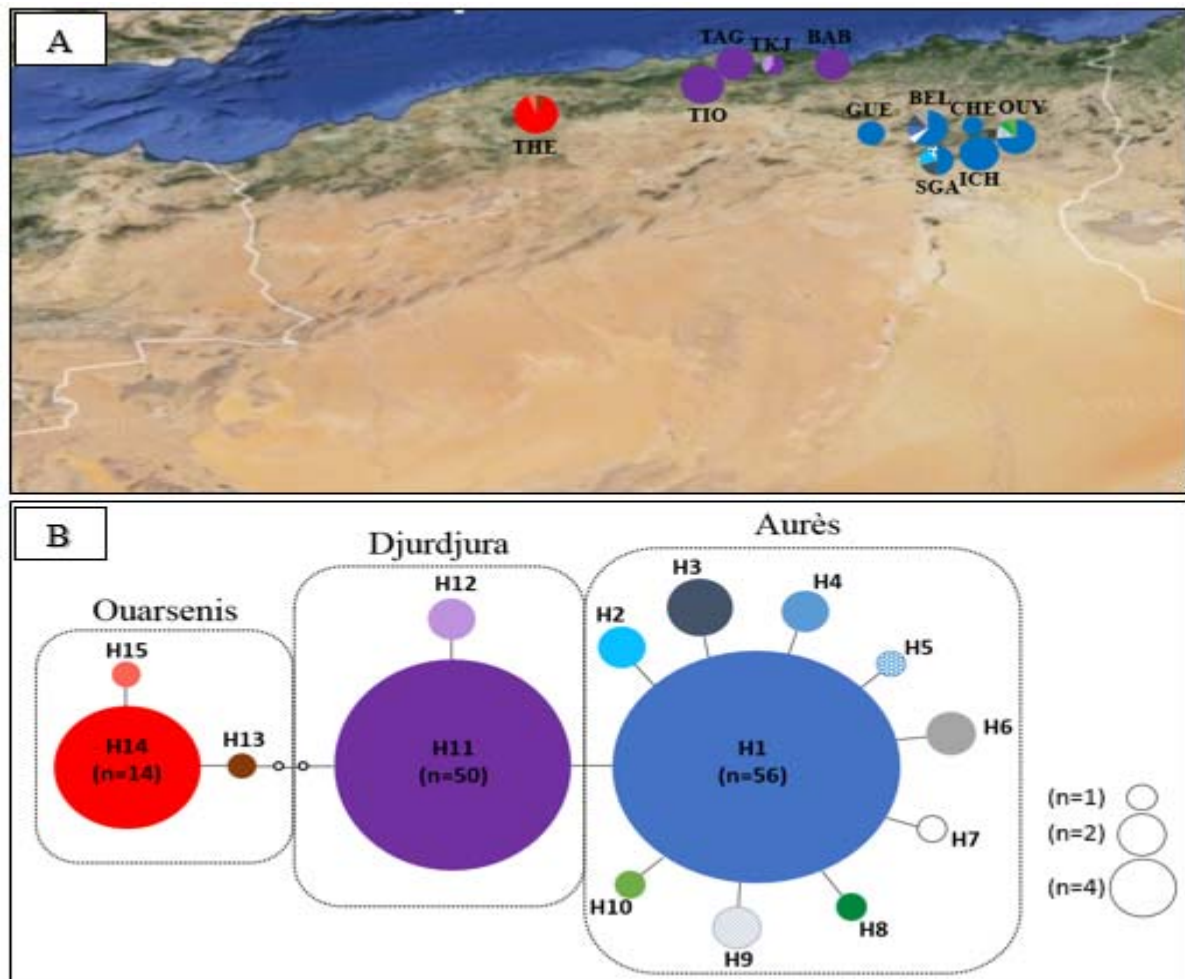 A
TAG TKJ BAB
TIO
THE
GUE BEL CHE OUY
SGA ICH
B
Ouarsenis
Djurdjura
Aurès
H15
H14
(n=14)
H13
H12
H11
(n=50)
H3
H4
H2
H5
H1
(n=56)
H6
H7
H10
H9
H8
(n=1)
(n=2)
(n=4)